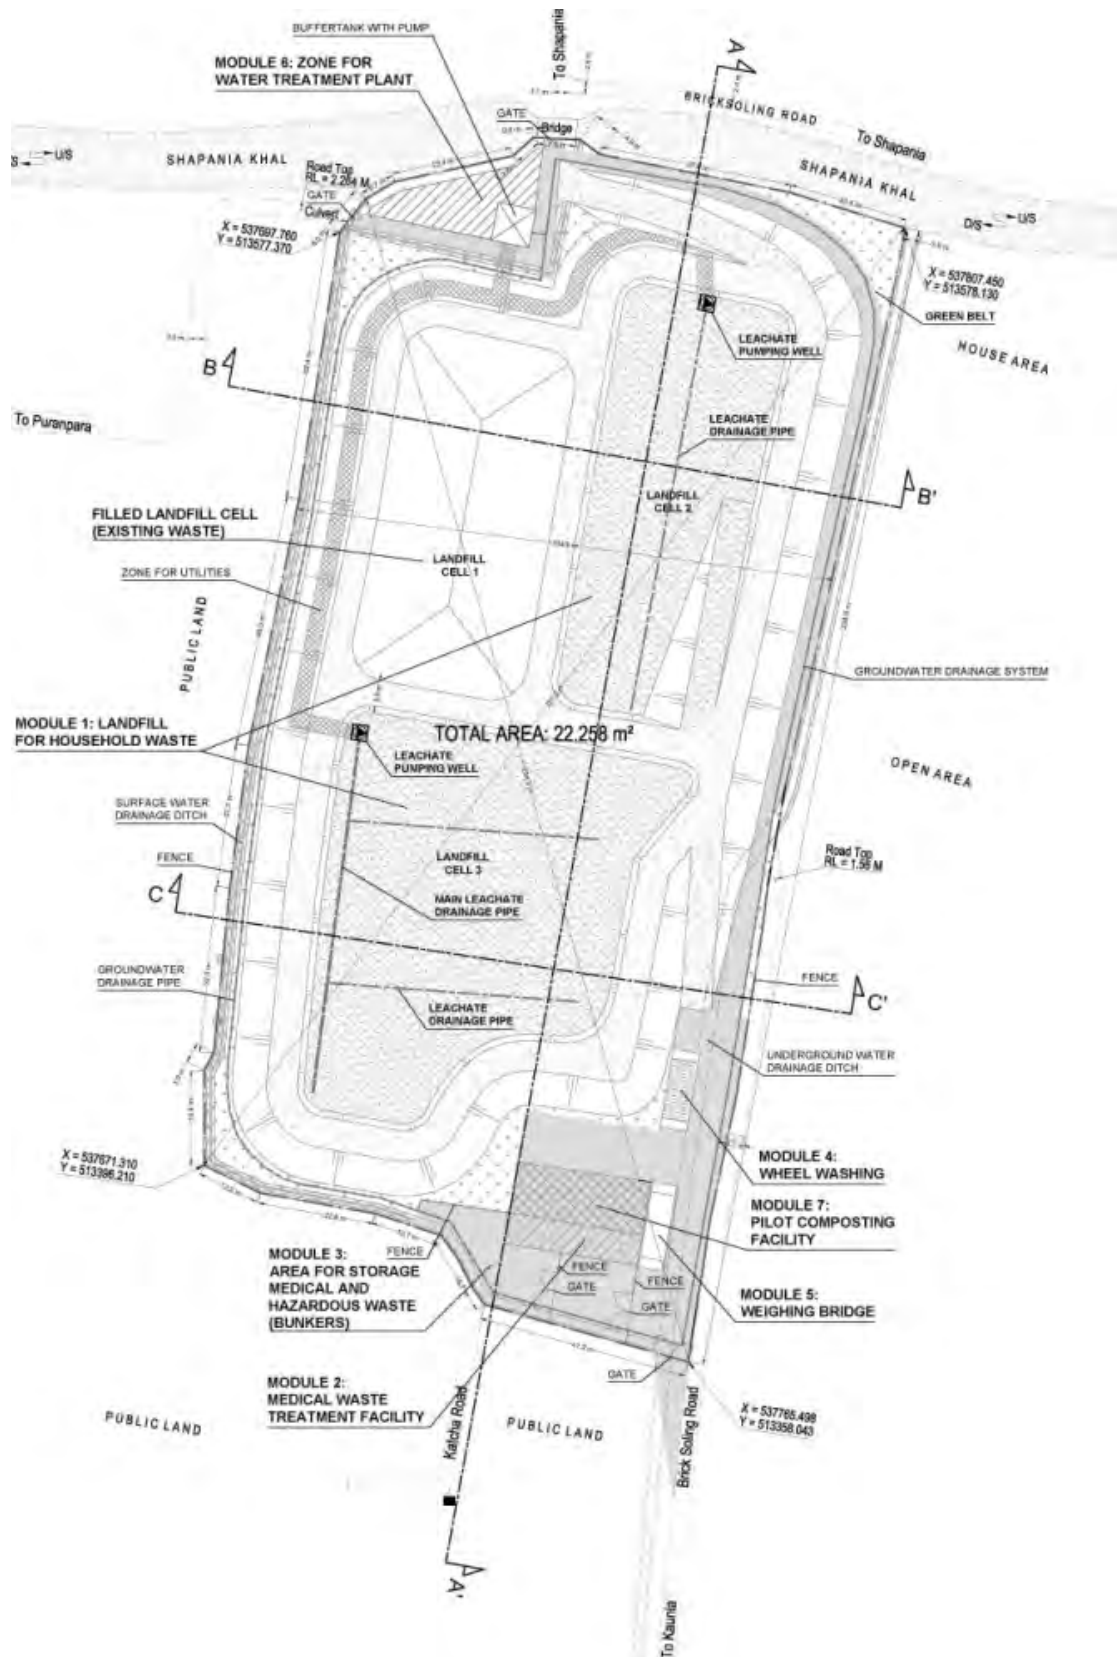 BUFFERTANK WITH PUMP
MODULE 6: ZONE FOR
WATER TREATMENT PLANT
To Shapania
A
BRICKSOLING ROAD
To Shapania
GATE
Bridge
U/S
SHAPANIA KHAL
SHAPANIA KHAL
D/S
U/S
Road Top
RL = 2.264 M
GATE
Culvert
X = 537697.760
Y = 513577.370
X = 537807.450
Y = 513578.130
GREEN BELT
HOUSE AREA
LEACHATE
PUMPING WELL
B
To Puranpara
LEACHATE
DRAINAGE PIPE
B'
LANDFILL
CELL 2
FILLED LANDFILL CELL
(EXISTING WASTE)
LANDFILL
CELL 1
ZONE FOR UTILITIES
PUBLIC LAND
GROUNDWATER DRAINAGE SYSTEM
MODULE 1: LANDFILL
FOR HOUSEHOLD WASTE
TOTAL AREA: 22.258 m²
LEACHATE
PUMPING WELL
OPEN AREA
SURFACE WATER
DRAINAGE DITCH
FENCE
LANDFILL
CELL 3
Road Top
RL = 1.56 M
C
MAIN LEACHATE
DRAINAGE PIPE
GROUNDWATER
DRAINAGE PIPE
FENCE
C'
LEACHATE
DRAINAGE PIPE
UNDERGROUND WATER
DRAINAGE DITCH
X = 537671.310
Y = 513396.210
MODULE 4:
WHEEL WASHING
MODULE 7:
PILOT COMPOSTING
FACILITY
MODULE 3:
AREA FOR STORAGE
MEDICAL AND
HAZARDOUS WASTE
(BUNKERS)
FENCE
FENCE
GATE
FENCE
GATE
MODULE 5:
WEIGHING BRIDGE
GATE
MODULE 2:
MEDICAL WASTE
TREATMENT FACILITY
PUBLIC LAND
Katcha Road
PUBLIC LAND
Brick Soling Road
X = 537765.498
Y = 513358.043
A'
To Kaunia